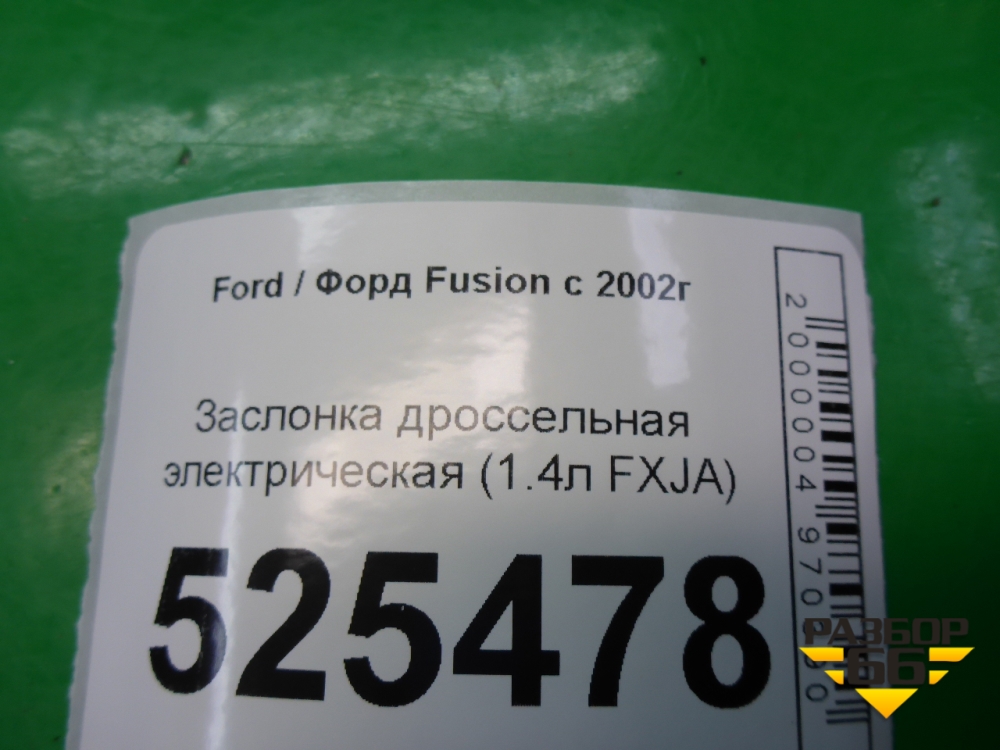 Ford / Форд Fusion с 2002г
Заслонка дроссельная
электрическая (1.4л FXJA)
525478
РАЗБОР
66